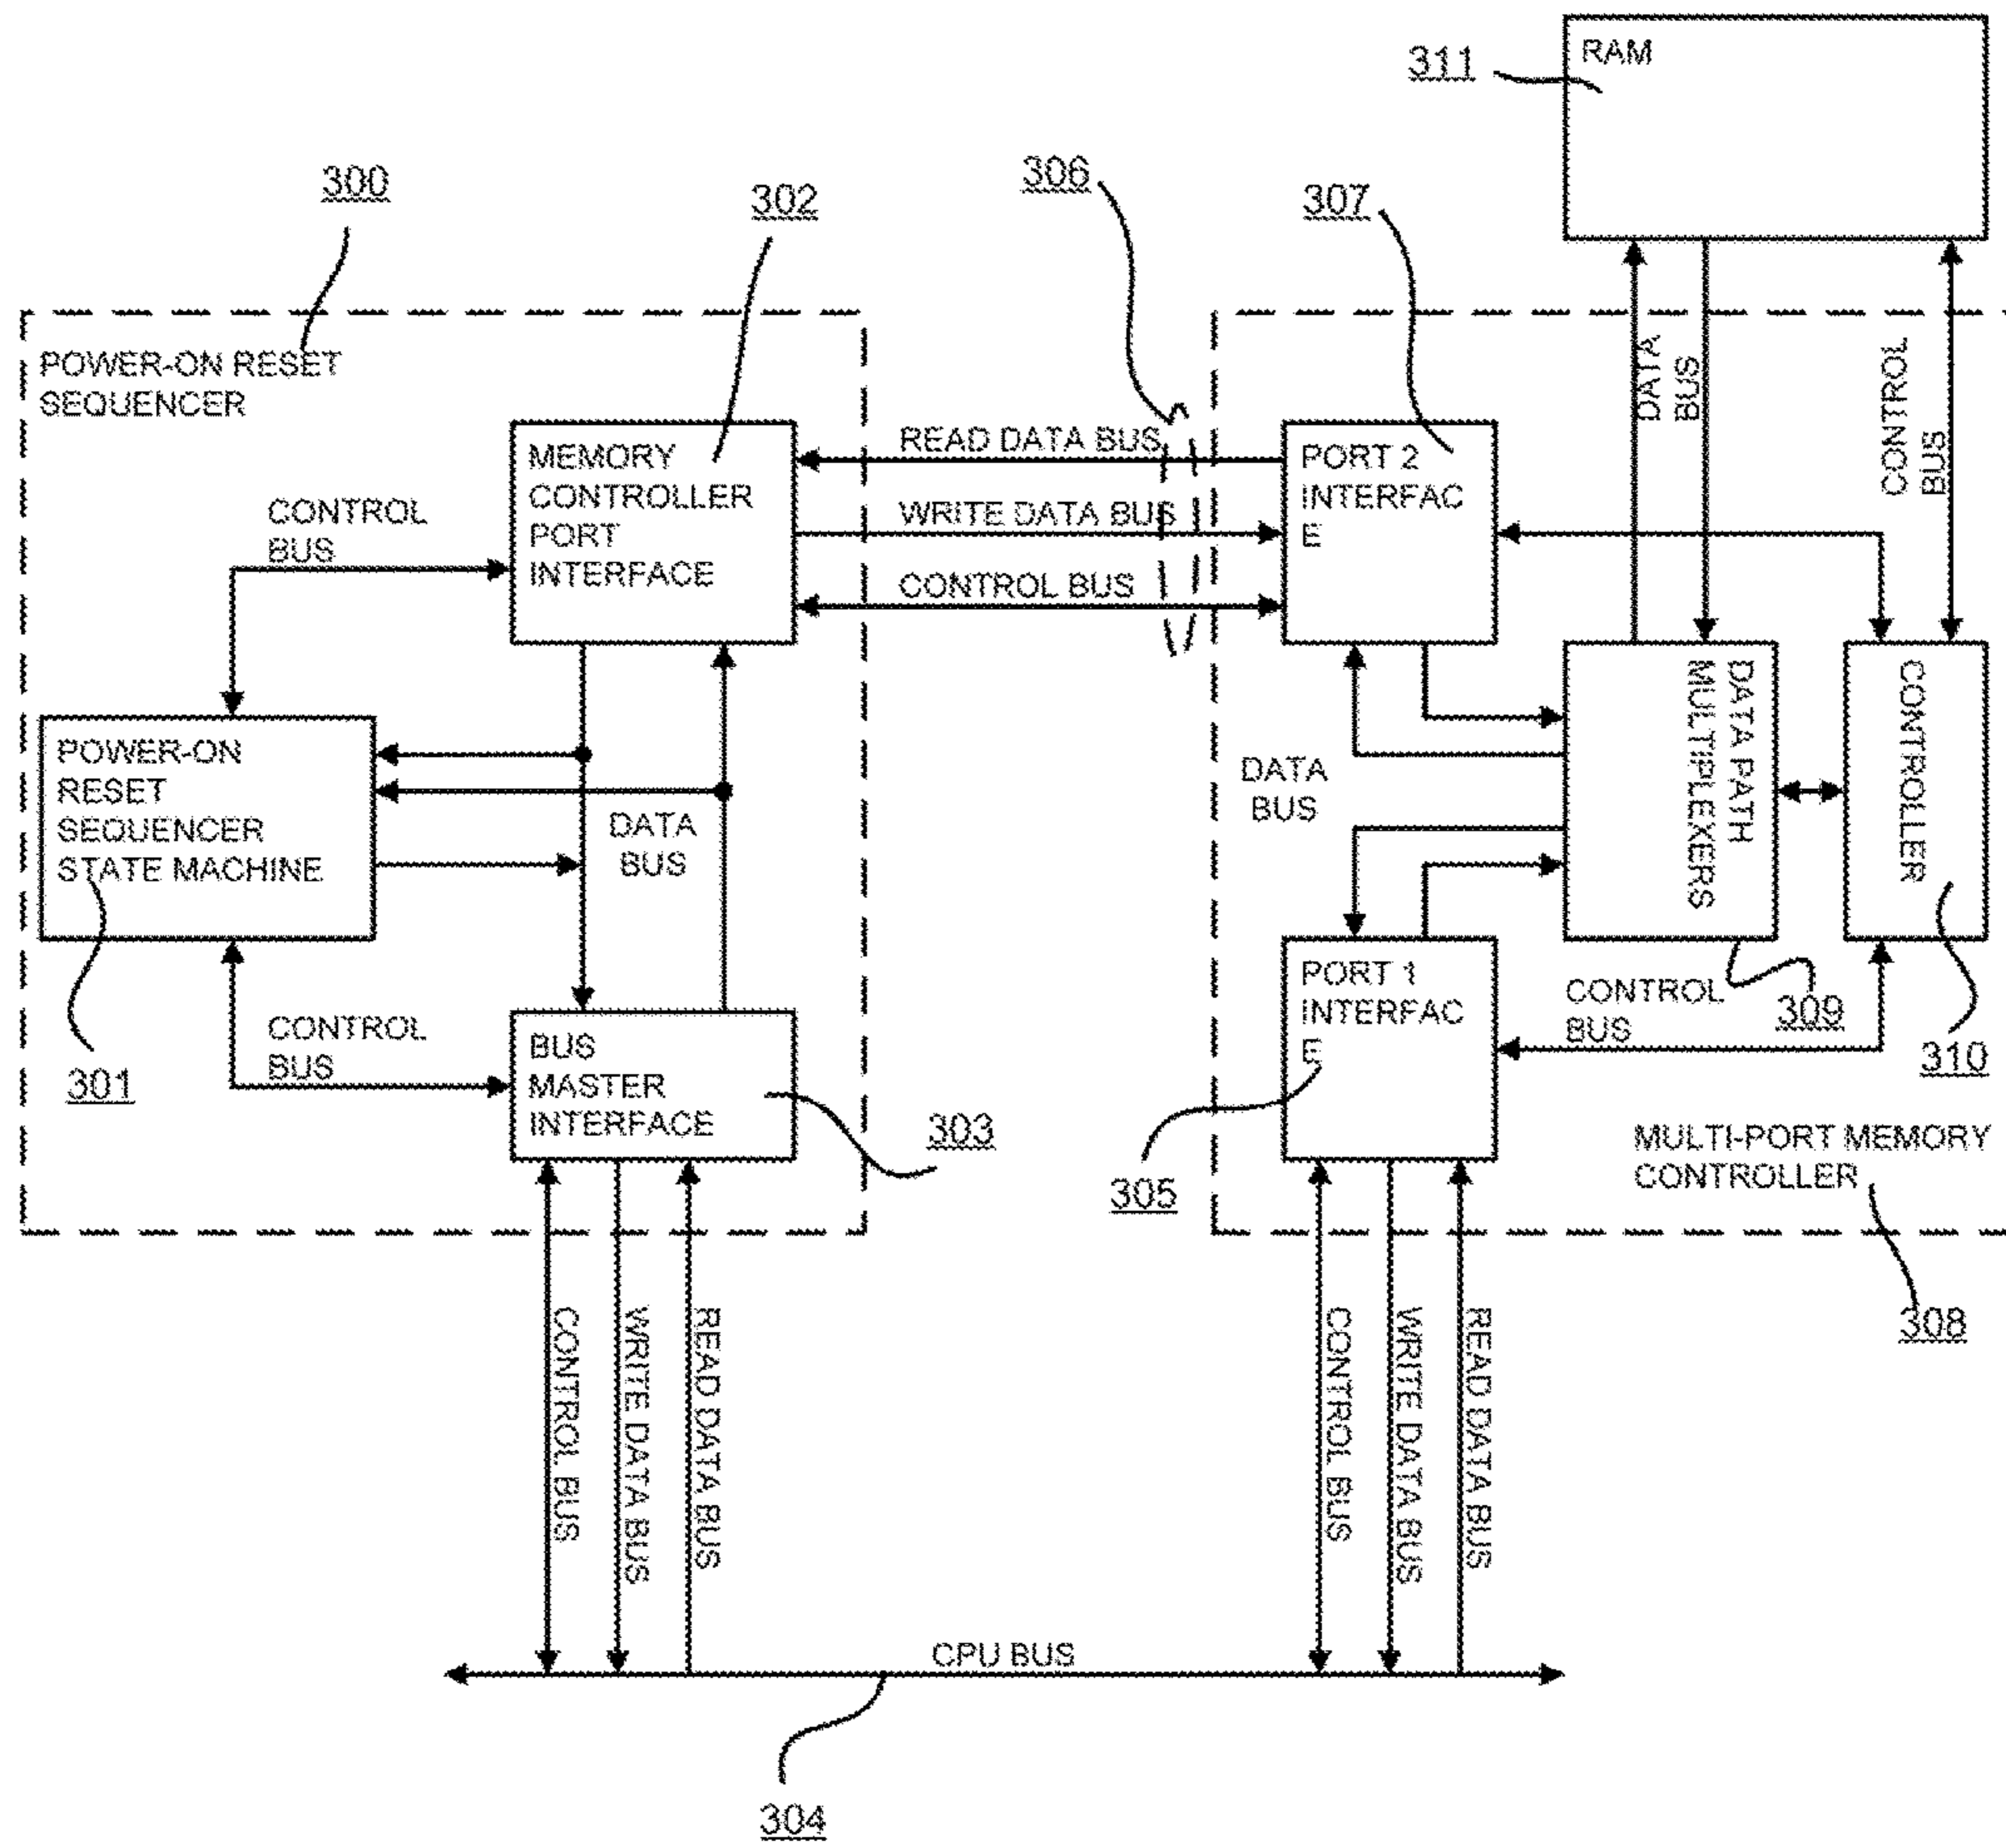 RAM
311
300
302
306
307
POWER-ON RESET
SEQUENCER
MEMORY
CONTROLLER
PORT
INTERFACE
CONTROL
BUS
READ DATA BUS
WRITE DATA BUS
CONTROL BUS
PORT 2
INTERFAC
E
DATA
BUS
CONTROL
BUS
POWER-ON
RESET
SEQUENCER
STATE MACHINE
DATA
BUS
DATA
BUS
DATA PATH
MULTIPLEXERS
CONTROLLER
301
CONTROL
BUS
BUS
MASTER
INTERFACE
303
PORT 1
INTERFAC
E
305
CONTROL
BUS
309
310
MULTI-PORT MEMORY
CONTROLLER
308
CONTROL BUS
WRITE DATA BUS
READ DATA BUS
CONTROL BUS
WRITE DATA BUS
READ DATA BUS
CPU BUS
304